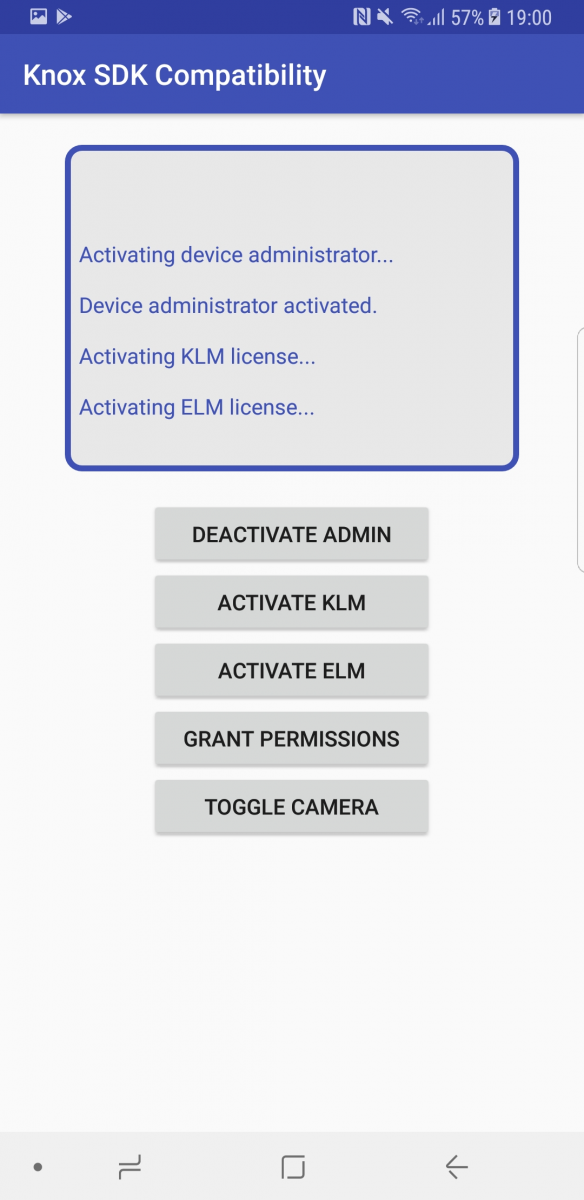 57% 19:00
Knox SDK Compatibility
Activating device administrator...
Device administrator activated.
Activating KLM license...
Activating ELM license...
DEACTIVATE ADMIN
ACTIVATE KLM
ACTIVATE ELM
GRANT PERMISSIONS
TOGGLE CAMERA